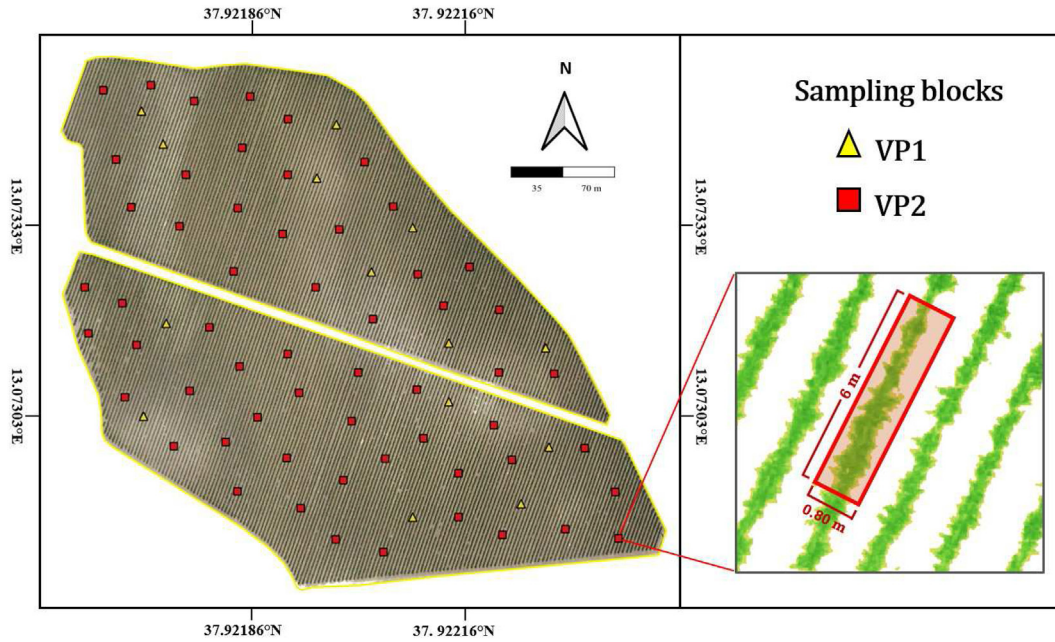 37.92186°N
37. 92216°N
N
35
70 m
13.07333°E
13.07303°E
13.07333°E
13.07303°E
37.92186°N
37. 92216°N
Sampling blocks
VP1
VP2
6 m
0.80 m